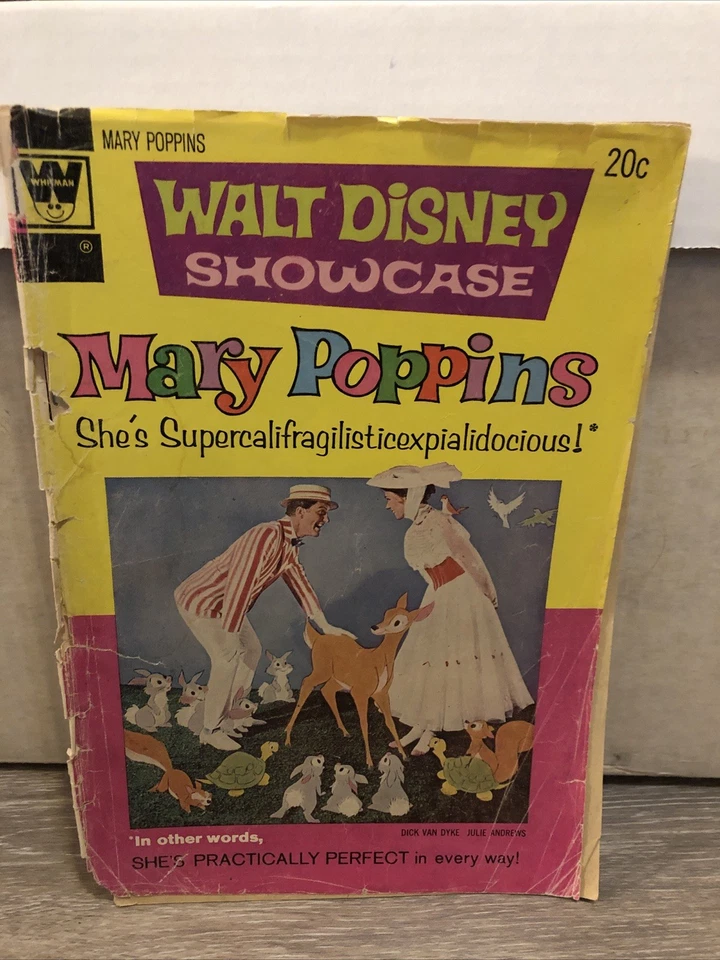 MARY POPPINS
20c
WHITMAN
®
WALT DISNEY
SHOWCASE
Mary Poppins
She's Supercalifragilisticexpialidocious!*
DICK VAN DYKE JULIE ANDREWS
*In other words,
SHE'S PRACTICALLY PERFECT in every way!